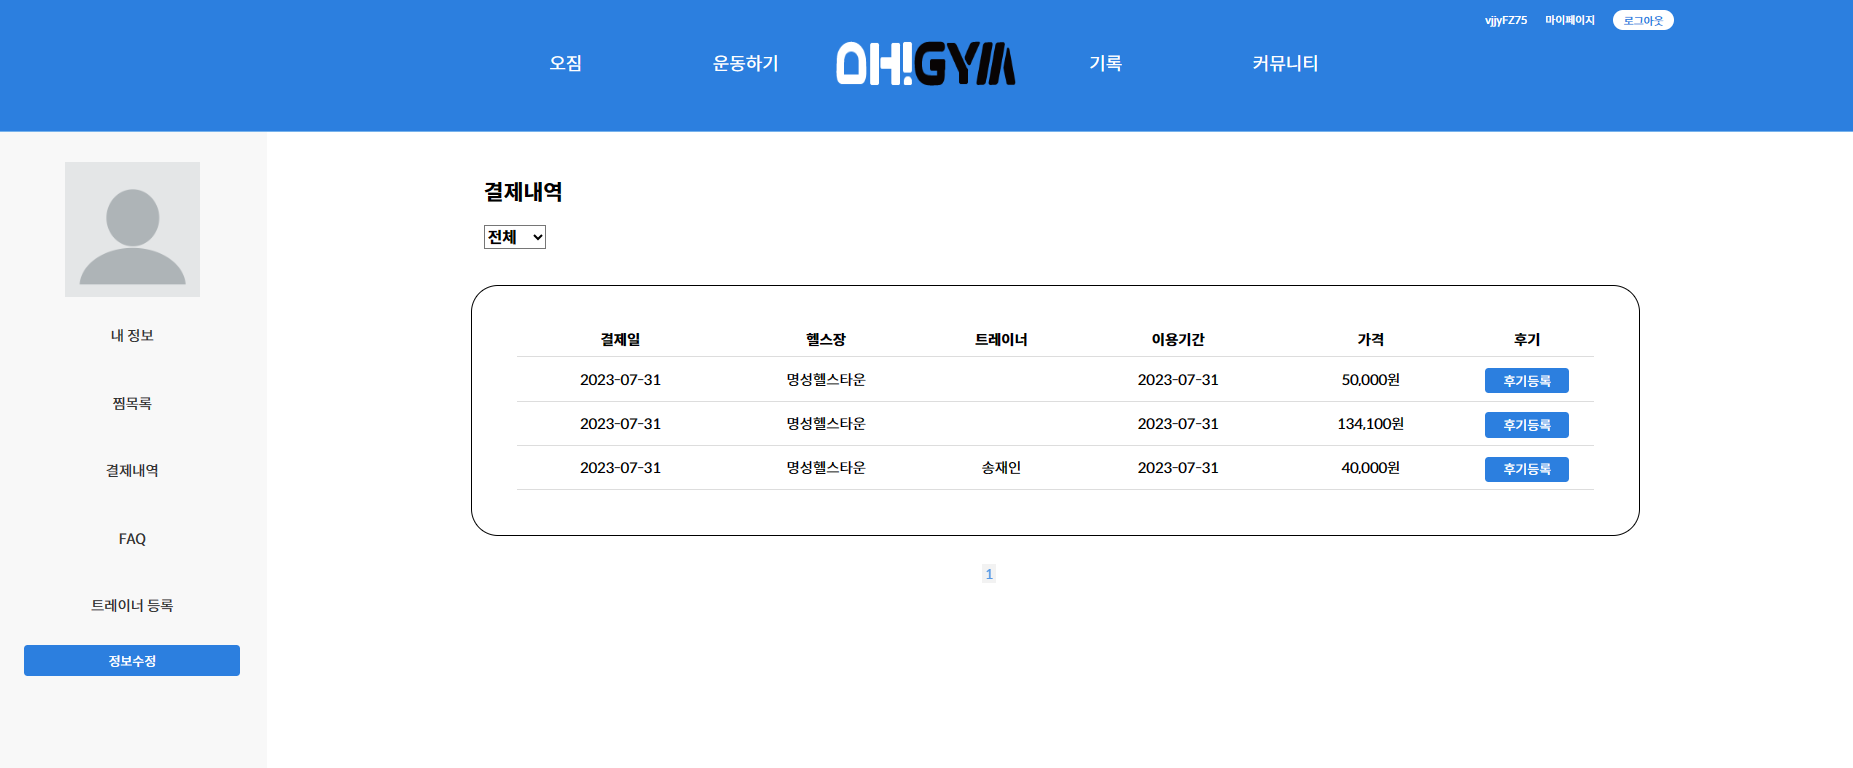 vjjyFZ75 마이페이지 로그아웃
오짐 운동하기 OH!GYM 기록 커뮤니티
내 정보
찜목록
결제내역
FAQ
트레이너 등록
정보수정
결제내역
전체
결제일 헬스장 트레이너 이용기간 가격 후기
2023-07-31 명성헬스타운 2023-07-31 50,000원 후기등록
2023-07-31 명성헬스타운 2023-07-31 134,100원 후기등록
2023-07-31 명성헬스타운 송재인 2023-07-31 40,000원 후기등록
1